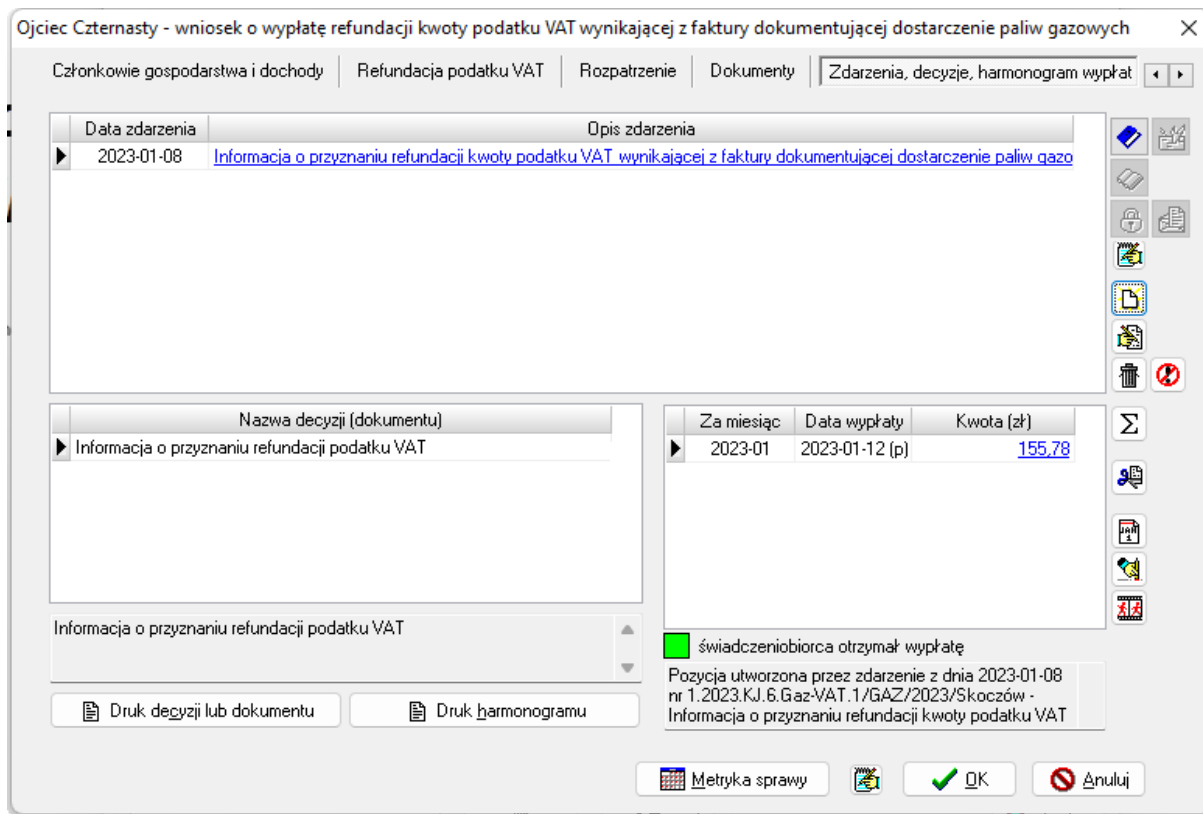 Ojciec Czternasty - wniosek o wypłatę refundacji kwoty podatku VAT wynikającej z faktury dokumentującej dostarczenie paliw gazowych
Członkowie gospodarstwa i dochody Refundacja podatku VAT Rozpatrzenie Dokumenty Zdarzenia, decyzje, harmonogram wypłat
Data zdarzenia Opis zdarzenia
2023-01-08 Informacja o przyznaniu refundacji kwoty podatku VAT wynikającej z faktury dokumentującej dostarczenie paliw gazo
Nazwa decyzji (dokumentu)
Informacja o przyznaniu refundacji podatku VAT
Za miesiąc Data wypłaty Kwota (zł)
2023-01 2023-01-12 (p) 155,78
Informacja o przyznaniu refundacji podatku VAT
świadczeniobiorca otrzymał wypłatę
Pozycja utworzona przez zdarzenie z dnia 2023-01-08
nr 1.2023.KJ.6.Gaz-VAT.1/GAZ/2023/Skoczów -
Informacja o przyznaniu refundacji kwoty podatku VAT
Druk decyzji lub dokumentu Druk harmonogramu
Metryka sprawy OK Anuluj